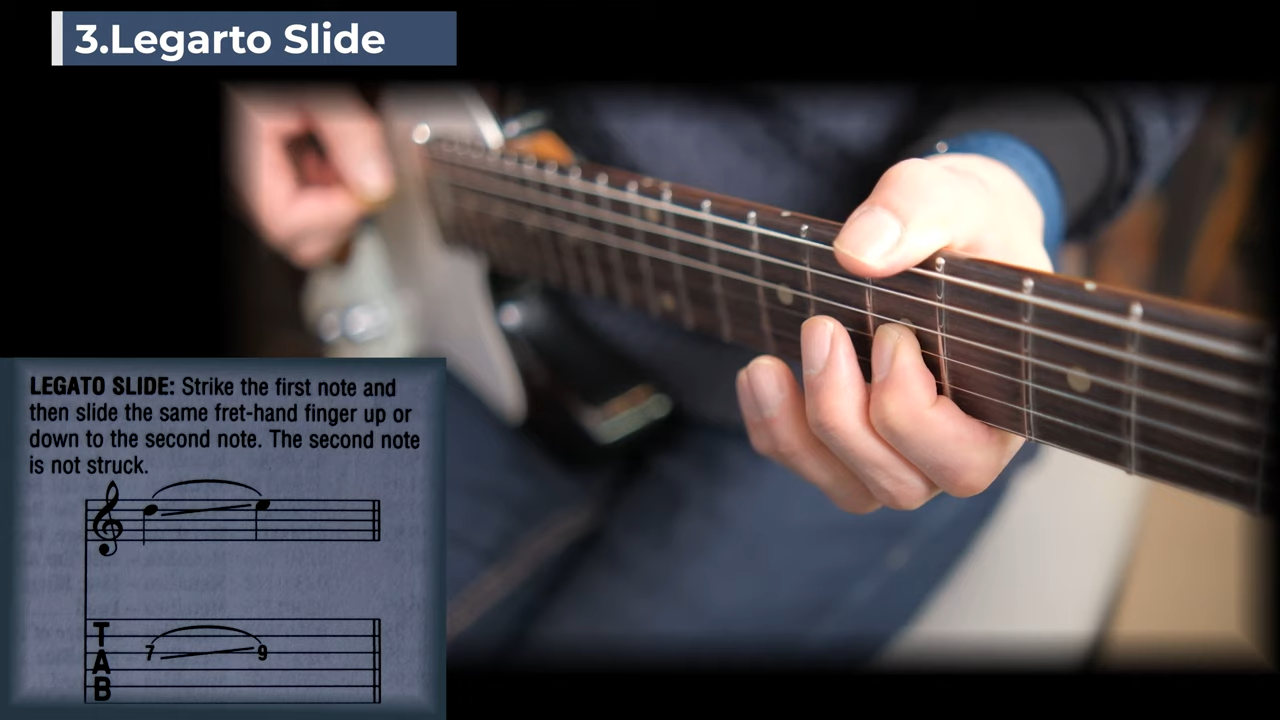 3.Legarto Slide
LEGATO SLIDE: Strike the first note and
then slide the same fret-hand finger up or
down to the second note. The second note
is not struck.
T
A
B
7 9